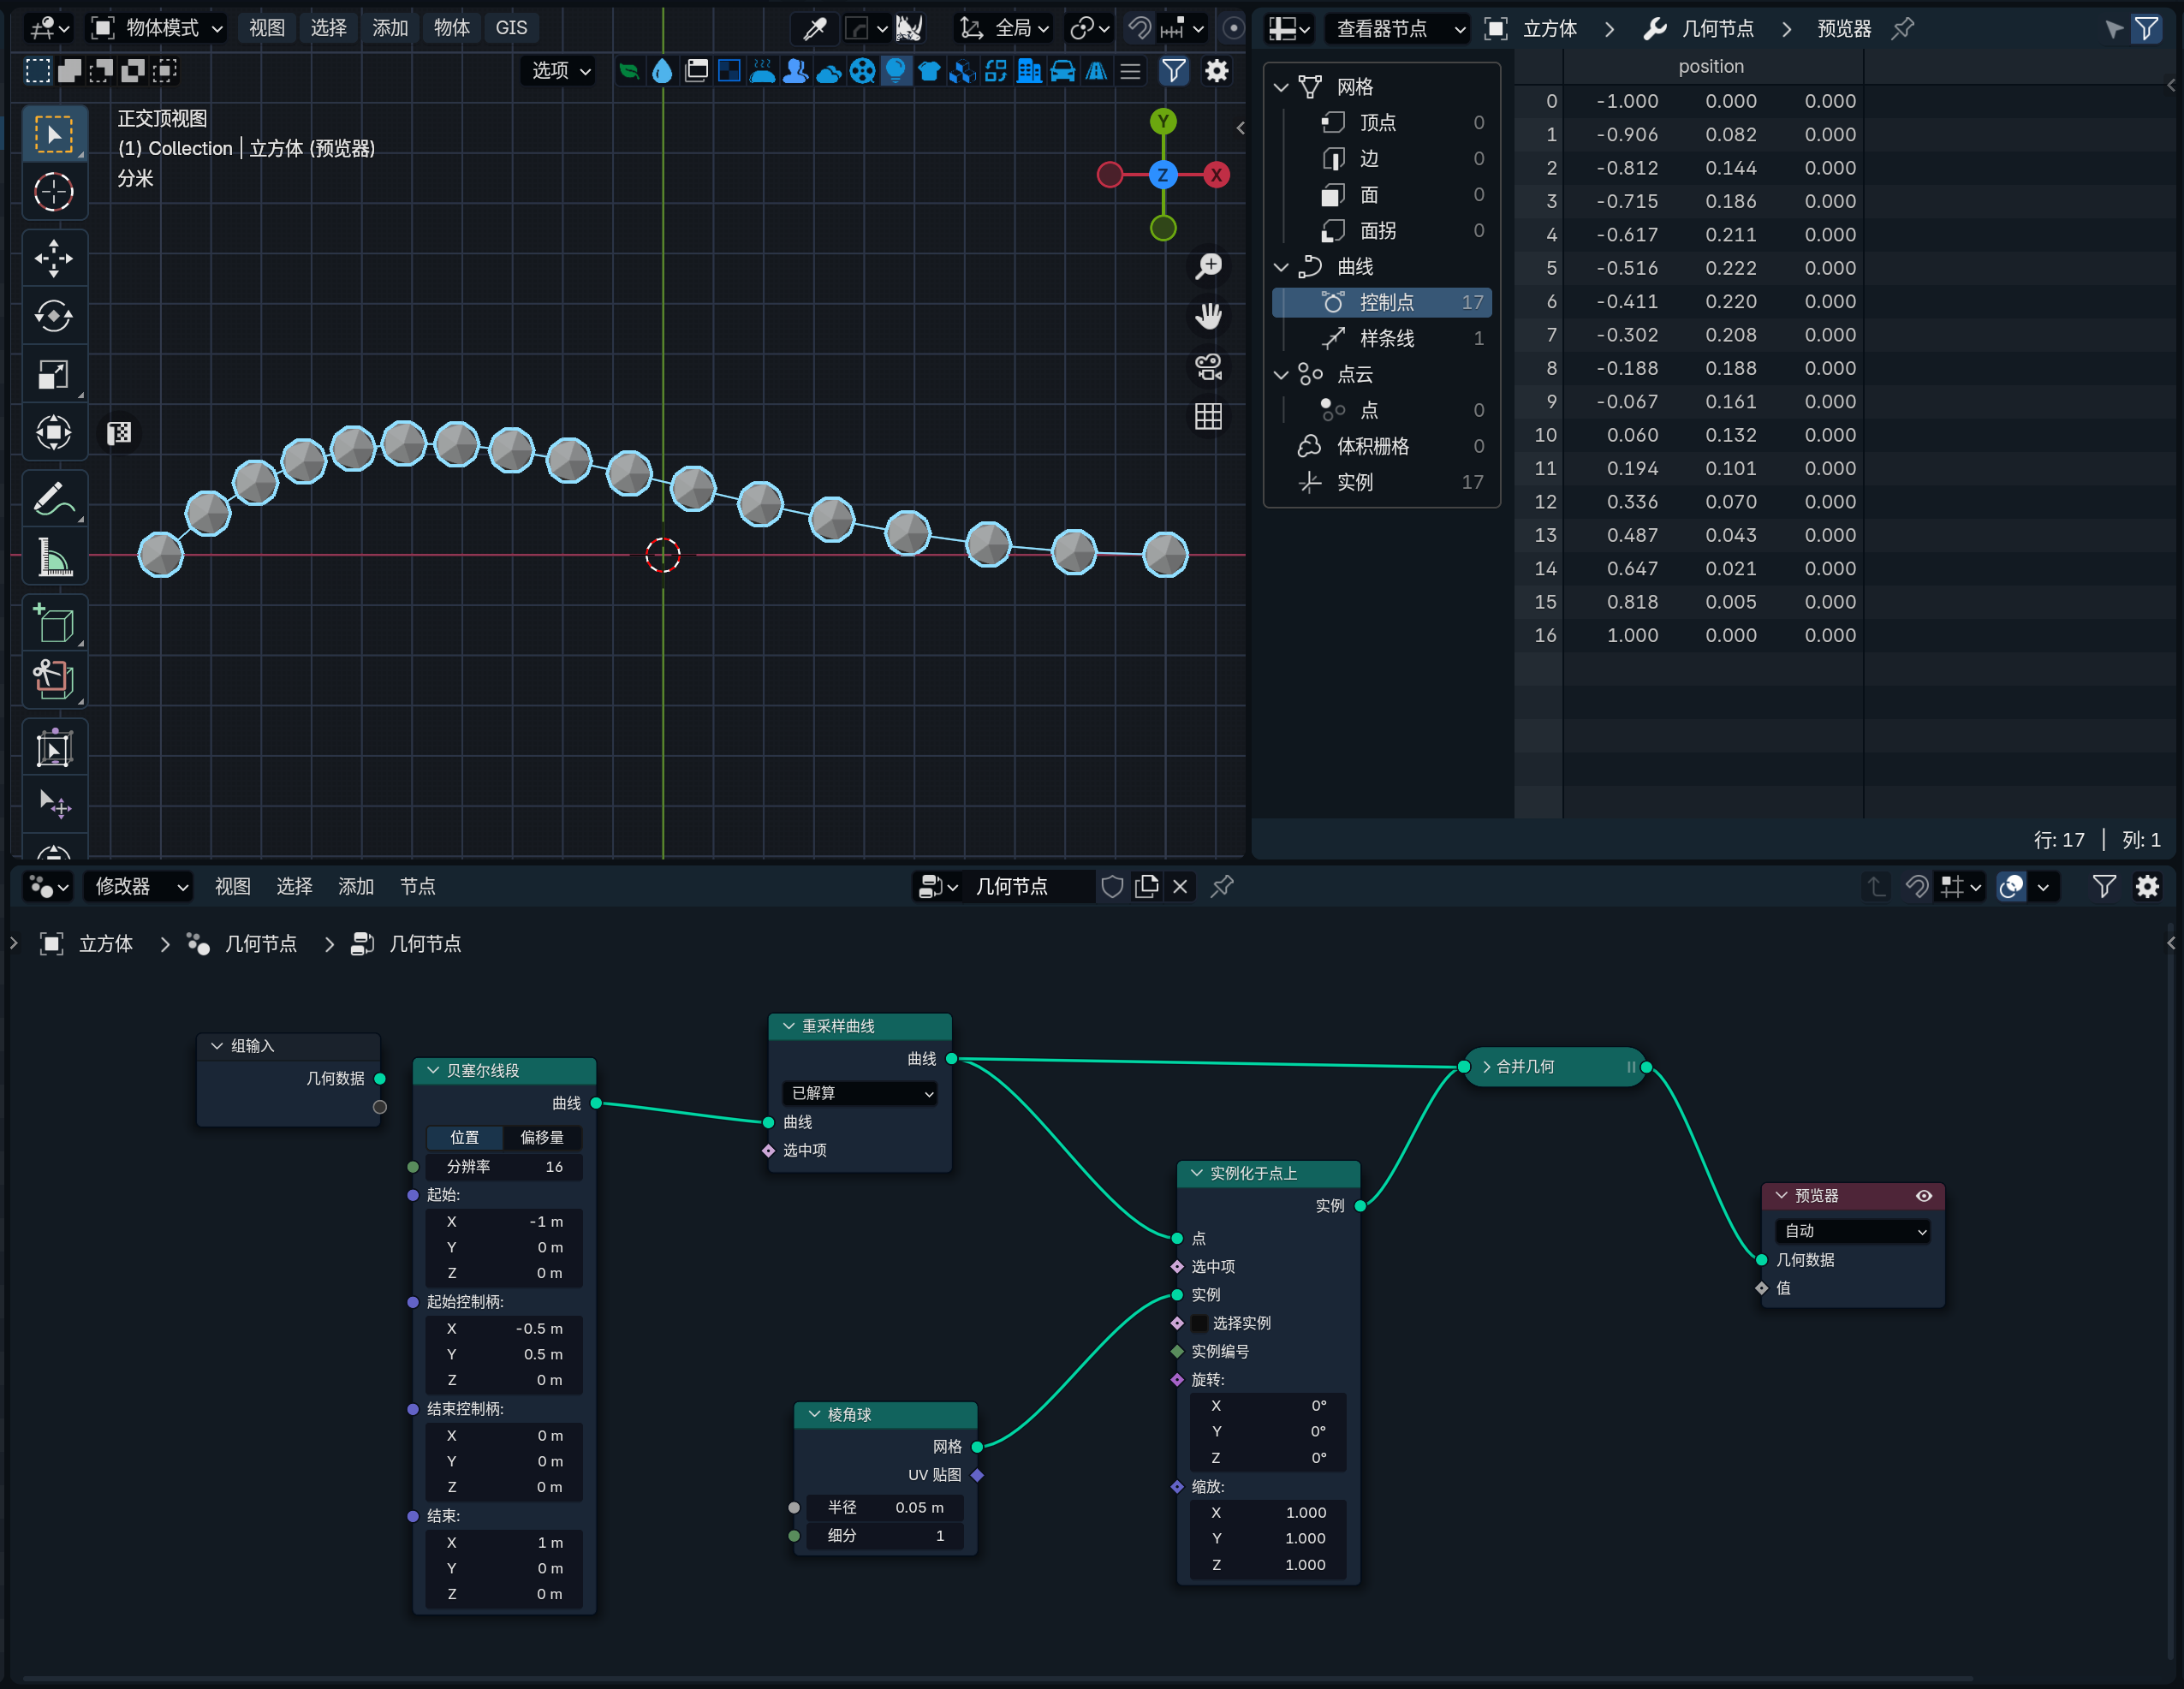 物体模式 视图 选择 添加 物体 GIS 全局
选项
正交顶视图
(1) Collection | 立方体 (预览器)
分米
Y
Z
X
查看器节点 立方体 几何节点 预览器
网格
顶点 0
边 0
面 0
面拐 0
曲线
控制点 17
样条线 1
点云
点 0
体积栅格 0
实例 17
position
0 -1.000 0.000 0.000
1 -0.906 0.082 0.000
2 -0.812 0.144 0.000
3 -0.715 0.186 0.000
4 -0.617 0.211 0.000
5 -0.516 0.222 0.000
6 -0.411 0.220 0.000
7 -0.302 0.208 0.000
8 -0.188 0.188 0.000
9 -0.067 0.161 0.000
10 0.060 0.132 0.000
11 0.194 0.101 0.000
12 0.336 0.070 0.000
13 0.487 0.043 0.000
14 0.647 0.021 0.000
15 0.818 0.005 0.000
16 1.000 0.000 0.000
行: 17 | 列: 1
修改器 视图 选择 添加 节点 几何节点
立方体 几何节点 几何节点
组输入
几何数据
贝塞尔线段
曲线
位置 偏移量
分辨率 16
起始:
X -1 m
Y 0 m
Z 0 m
起始控制柄:
X -0.5 m
Y 0.5 m
Z 0 m
结束控制柄:
X 0 m
Y 0 m
Z 0 m
结束:
X 1 m
Y 0 m
Z 0 m
重采样曲线
曲线
已解算
曲线
选中项
棱角球
网格
UV 贴图
半径 0.05 m
细分 1
实例化于点上
实例
点
选中项
实例
选择实例
实例编号
旋转:
X 0°
Y 0°
Z 0°
缩放:
X 1.000
Y 1.000
Z 1.000
合并几何
预览器
自动
几何数据
值